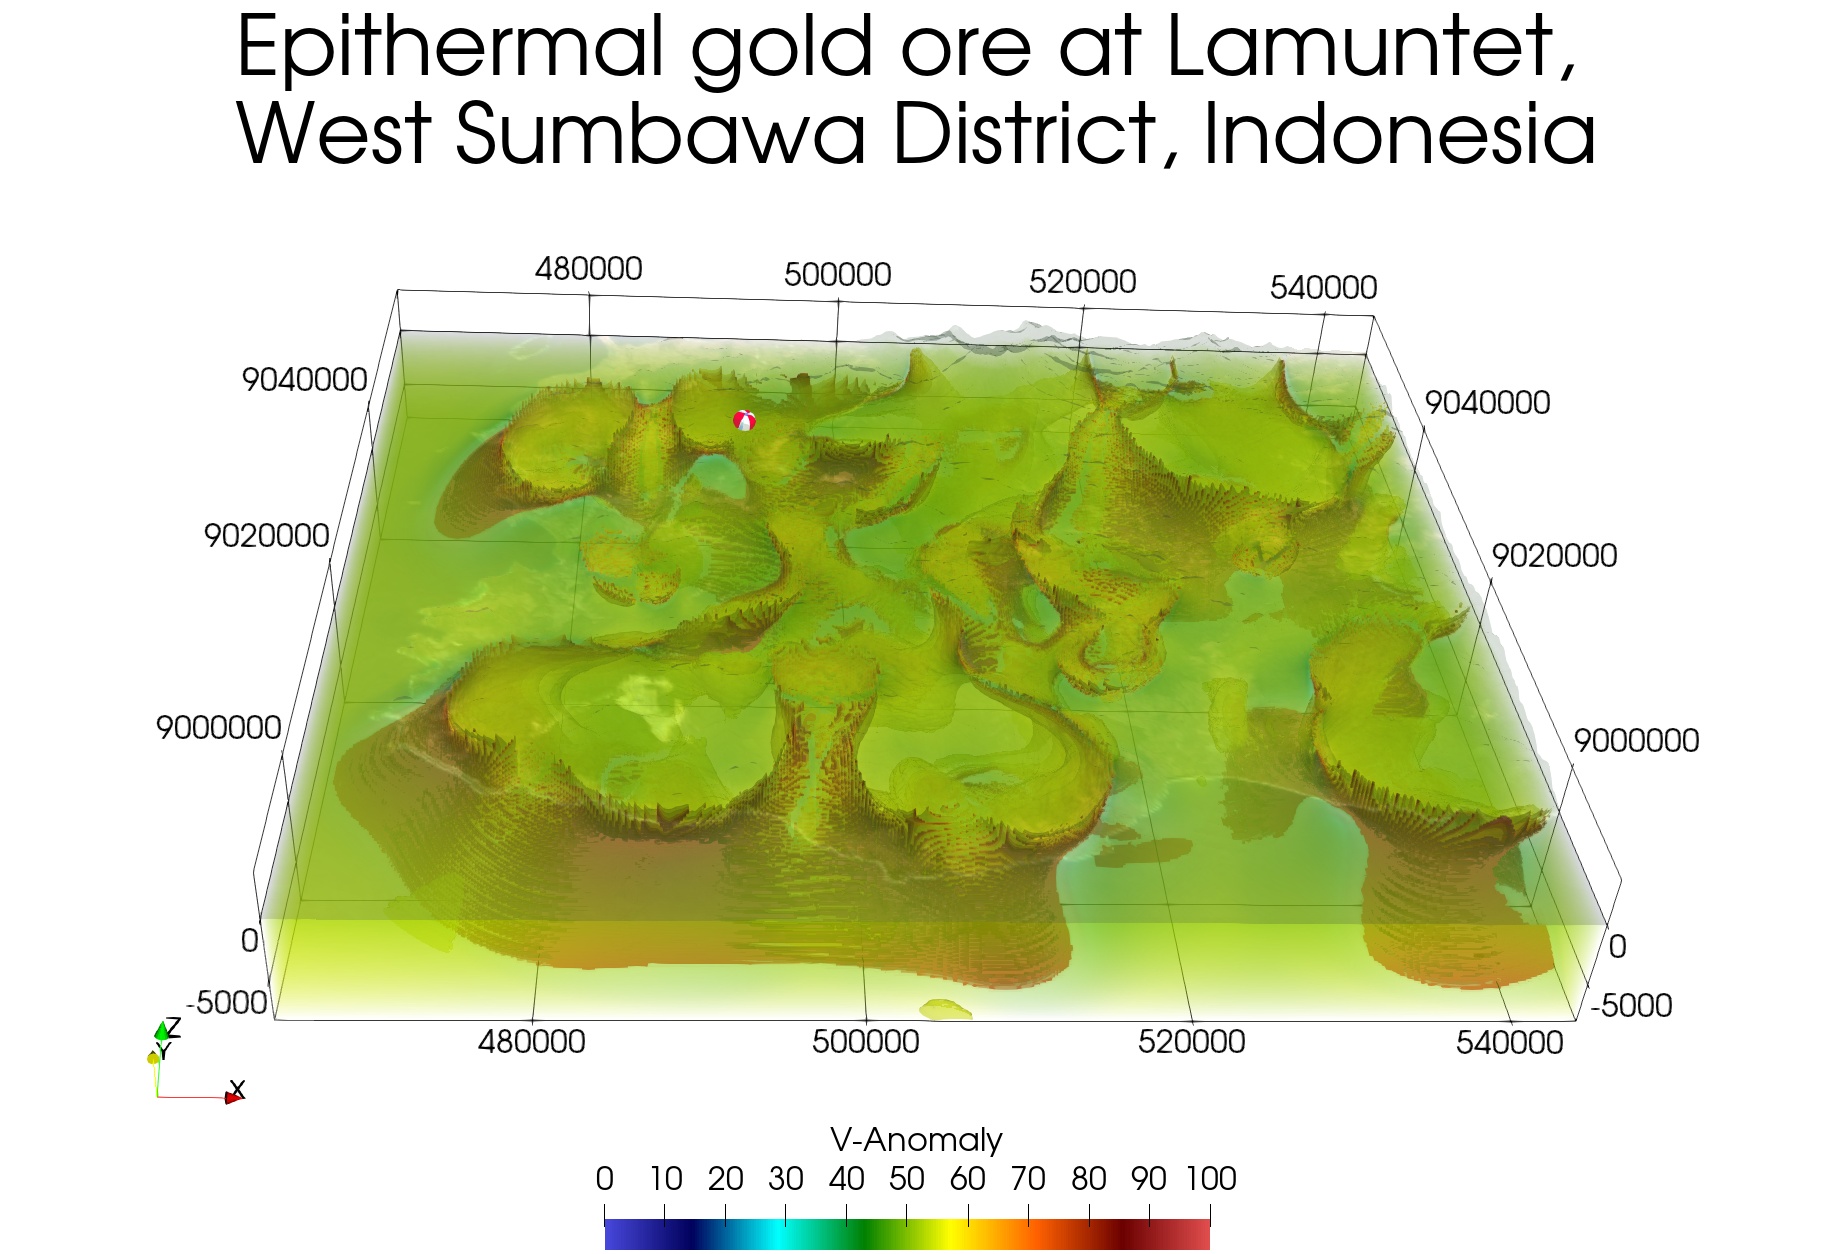 Epithermal gold ore at Lamuntet,
West Sumbawa District, Indonesia
480000 500000 520000 540000
9040000 9040000
9020000 9020000
9000000 9000000
0 0
-5000 -5000
480000 500000 520000 540000
Z
Y
X
V-Anomaly
0 10 20 30 40 50 60 70 80 90 100